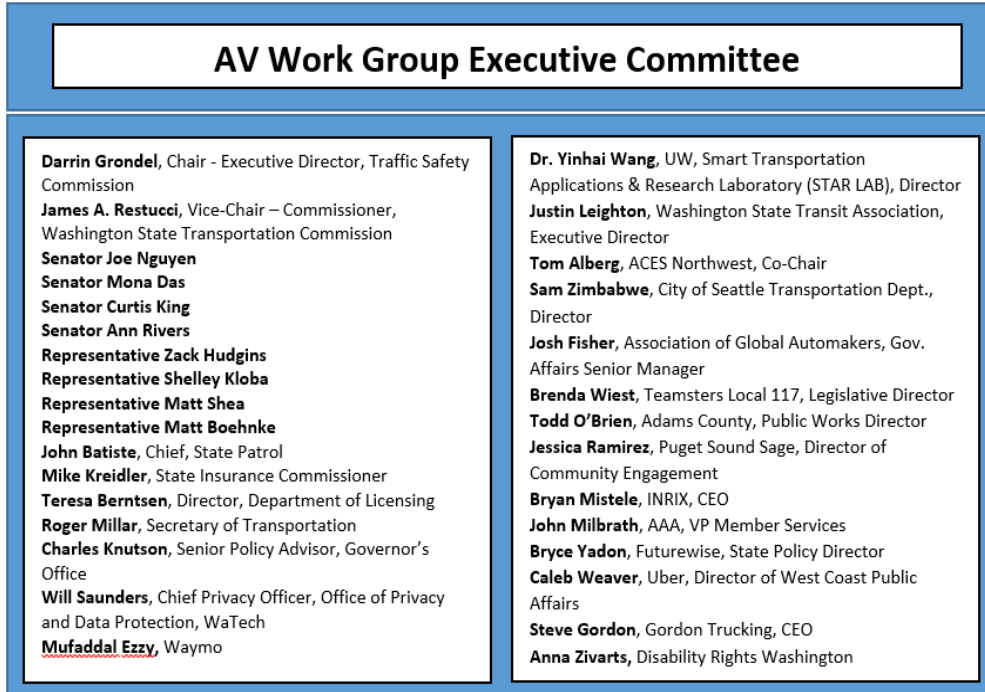 AV Work Group Executive Committee
Darrin Grondel, Chair - Executive Director, Traffic Safety
Commission
James A. Restucci, Vice-Chair – Commissioner,
Washington State Transportation Commission
Senator Joe Nguyen
Senator Mona Das
Senator Curtis King
Senator Ann Rivers
Representative Zack Hudgins
Representative Shelley Kloba
Representative Matt Shea
Representative Matt Boehnke
John Batiste, Chief, State Patrol
Mike Kreidler, State Insurance Commissioner
Teresa Berntsen, Director, Department of Licensing
Roger Millar, Secretary of Transportation
Charles Knutson, Senior Policy Advisor, Governor's
Office
Will Saunders, Chief Privacy Officer, Office of Privacy
and Data Protection, WaTech
Mufaddal Ezzy, Waymo
Dr. Yinhai Wang, UW, Smart Transportation
Applications & Research Laboratory (STAR LAB), Director
Justin Leighton, Washington State Transit Association,
Executive Director
Tom Alberg, ACES Northwest, Co-Chair
Sam Zimbabwe, City of Seattle Transportation Dept.,
Director
Josh Fisher, Association of Global Automakers, Gov.
Affairs Senior Manager
Brenda Wiest, Teamsters Local 117, Legislative Director
Todd O'Brien, Adams County, Public Works Director
Jessica Ramirez, Puget Sound Sage, Director of
Community Engagement
Bryan Mistele, INRIX, CEO
John Milbrath, AAA, VP Member Services
Bryce Yadon, Futurewise, State Policy Director
Caleb Weaver, Uber, Director of West Coast Public
Affairs
Steve Gordon, Gordon Trucking, CEO
Anna Zivarts, Disability Rights Washington